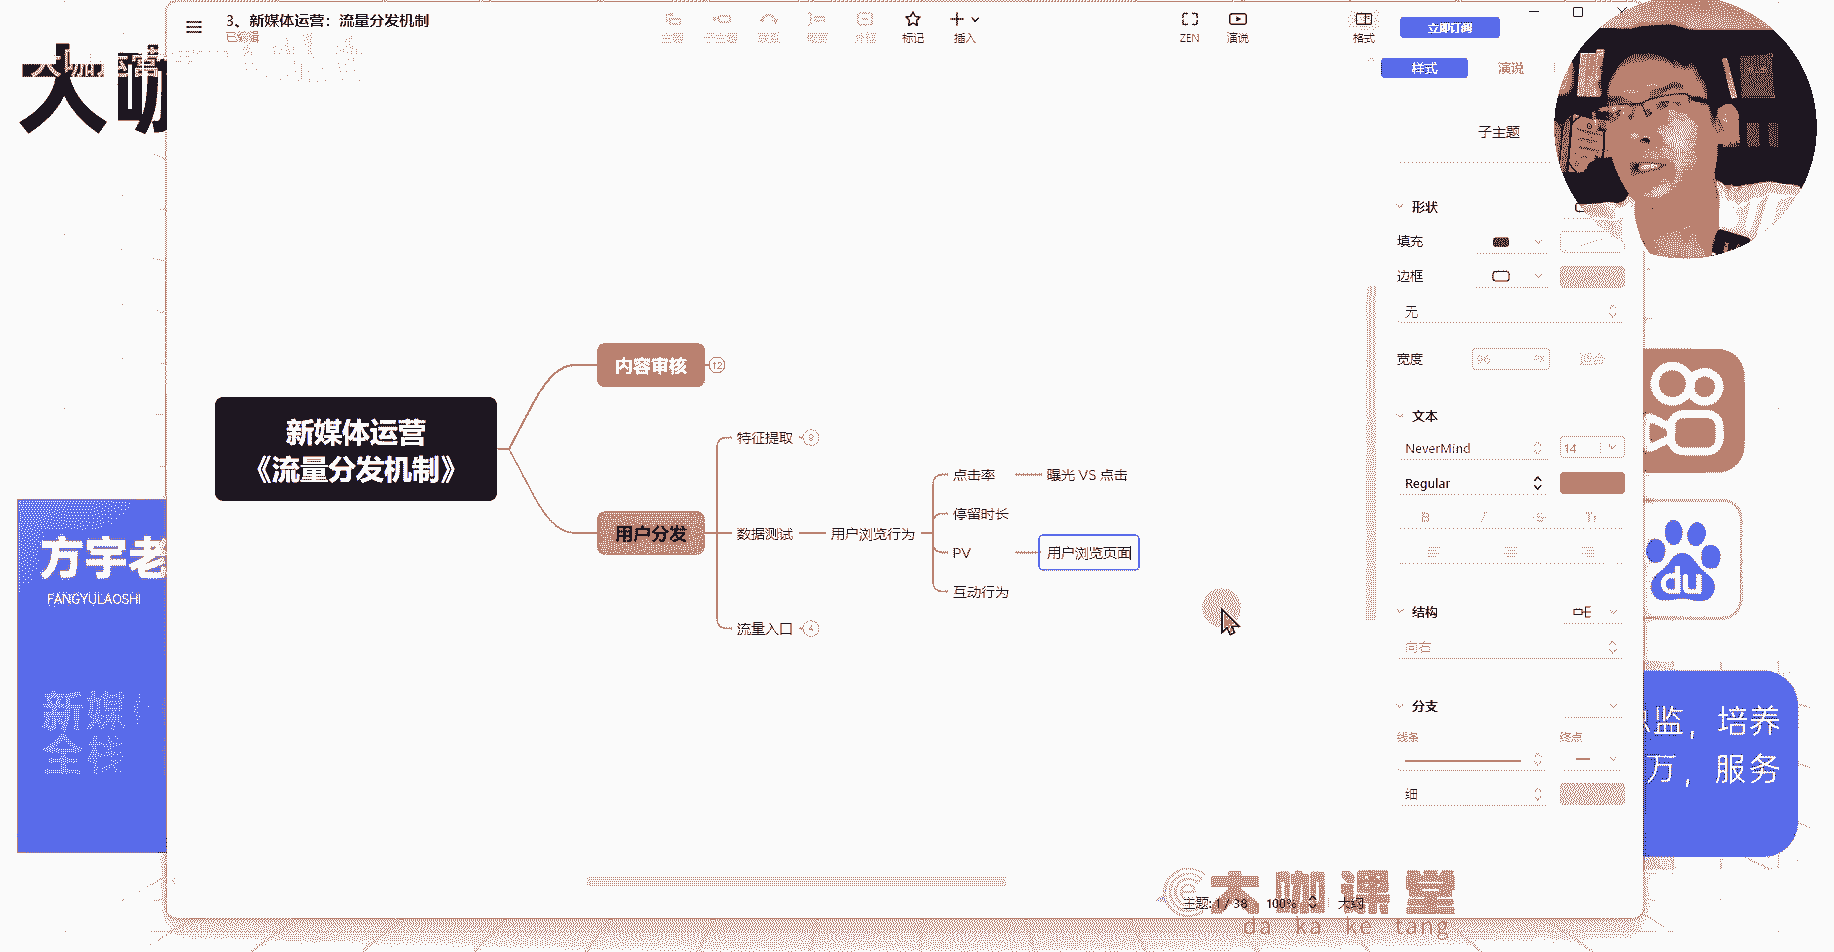 3、新媒体运营：流量分发机制
已编辑
标记
插入
ZEN
演说
格式
立即订阅
样式
演说
子主题
形状
填充
边框
无
宽度
96
文本
NeverMind
14
Regular
B
I
S
结构
向右
分支
线条
终点
细
新媒体运营
《流量分发机制》
内容审核
12
用户分发
特征提取
9
数据测试
用户浏览行为
点击率
曝光 VS 点击
停留时长
PV
用户浏览页面
互动行为
流量入口
4
大咖
方宇老
FANGYULAOSHI
新媒
全栈
du
总监，培养
万，服务
主题: 1 / 38
100%
大纲
大咖课堂
da ka ke tang